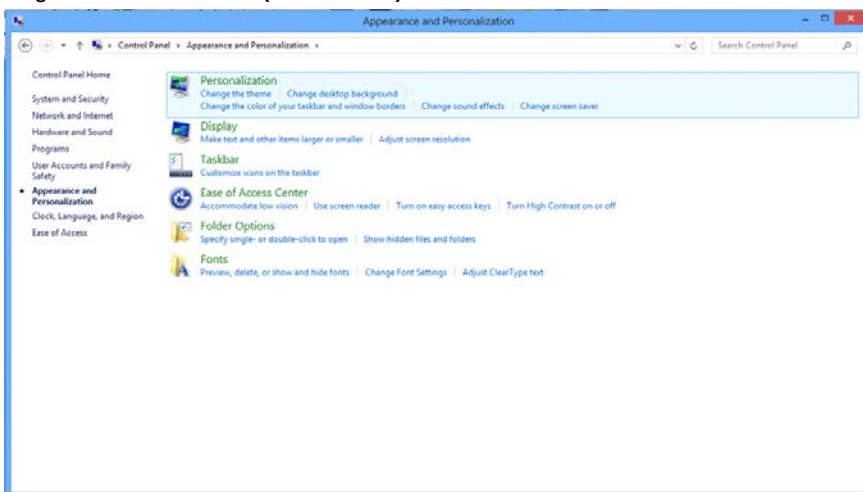 Appearance and Personalization
Control Panel › Appearance and Personalization ›
Search Control Panel
Control Panel Home
System and Security
Network and Internet
Hardware and Sound
Programs
User Accounts and Family
Safety
Appearance and
Personalization
Clock, Language, and Region
Ease of Access
Personalization
Change the theme | Change desktop background |
Change the color of your taskbar and window borders | Change sound effects | Change screen saver
Display
Make text and other items larger or smaller | Adjust screen resolution
Taskbar
Customize icons on the taskbar
Ease of Access Center
Accommodate low vision | Use screen reader | Turn on easy access keys | Turn High Contrast on or off
Folder Options
Specify single- or double-click to open | Show hidden files and folders
Fonts
Preview, delete, or show and hide fonts | Change Font Settings | Adjust ClearType text